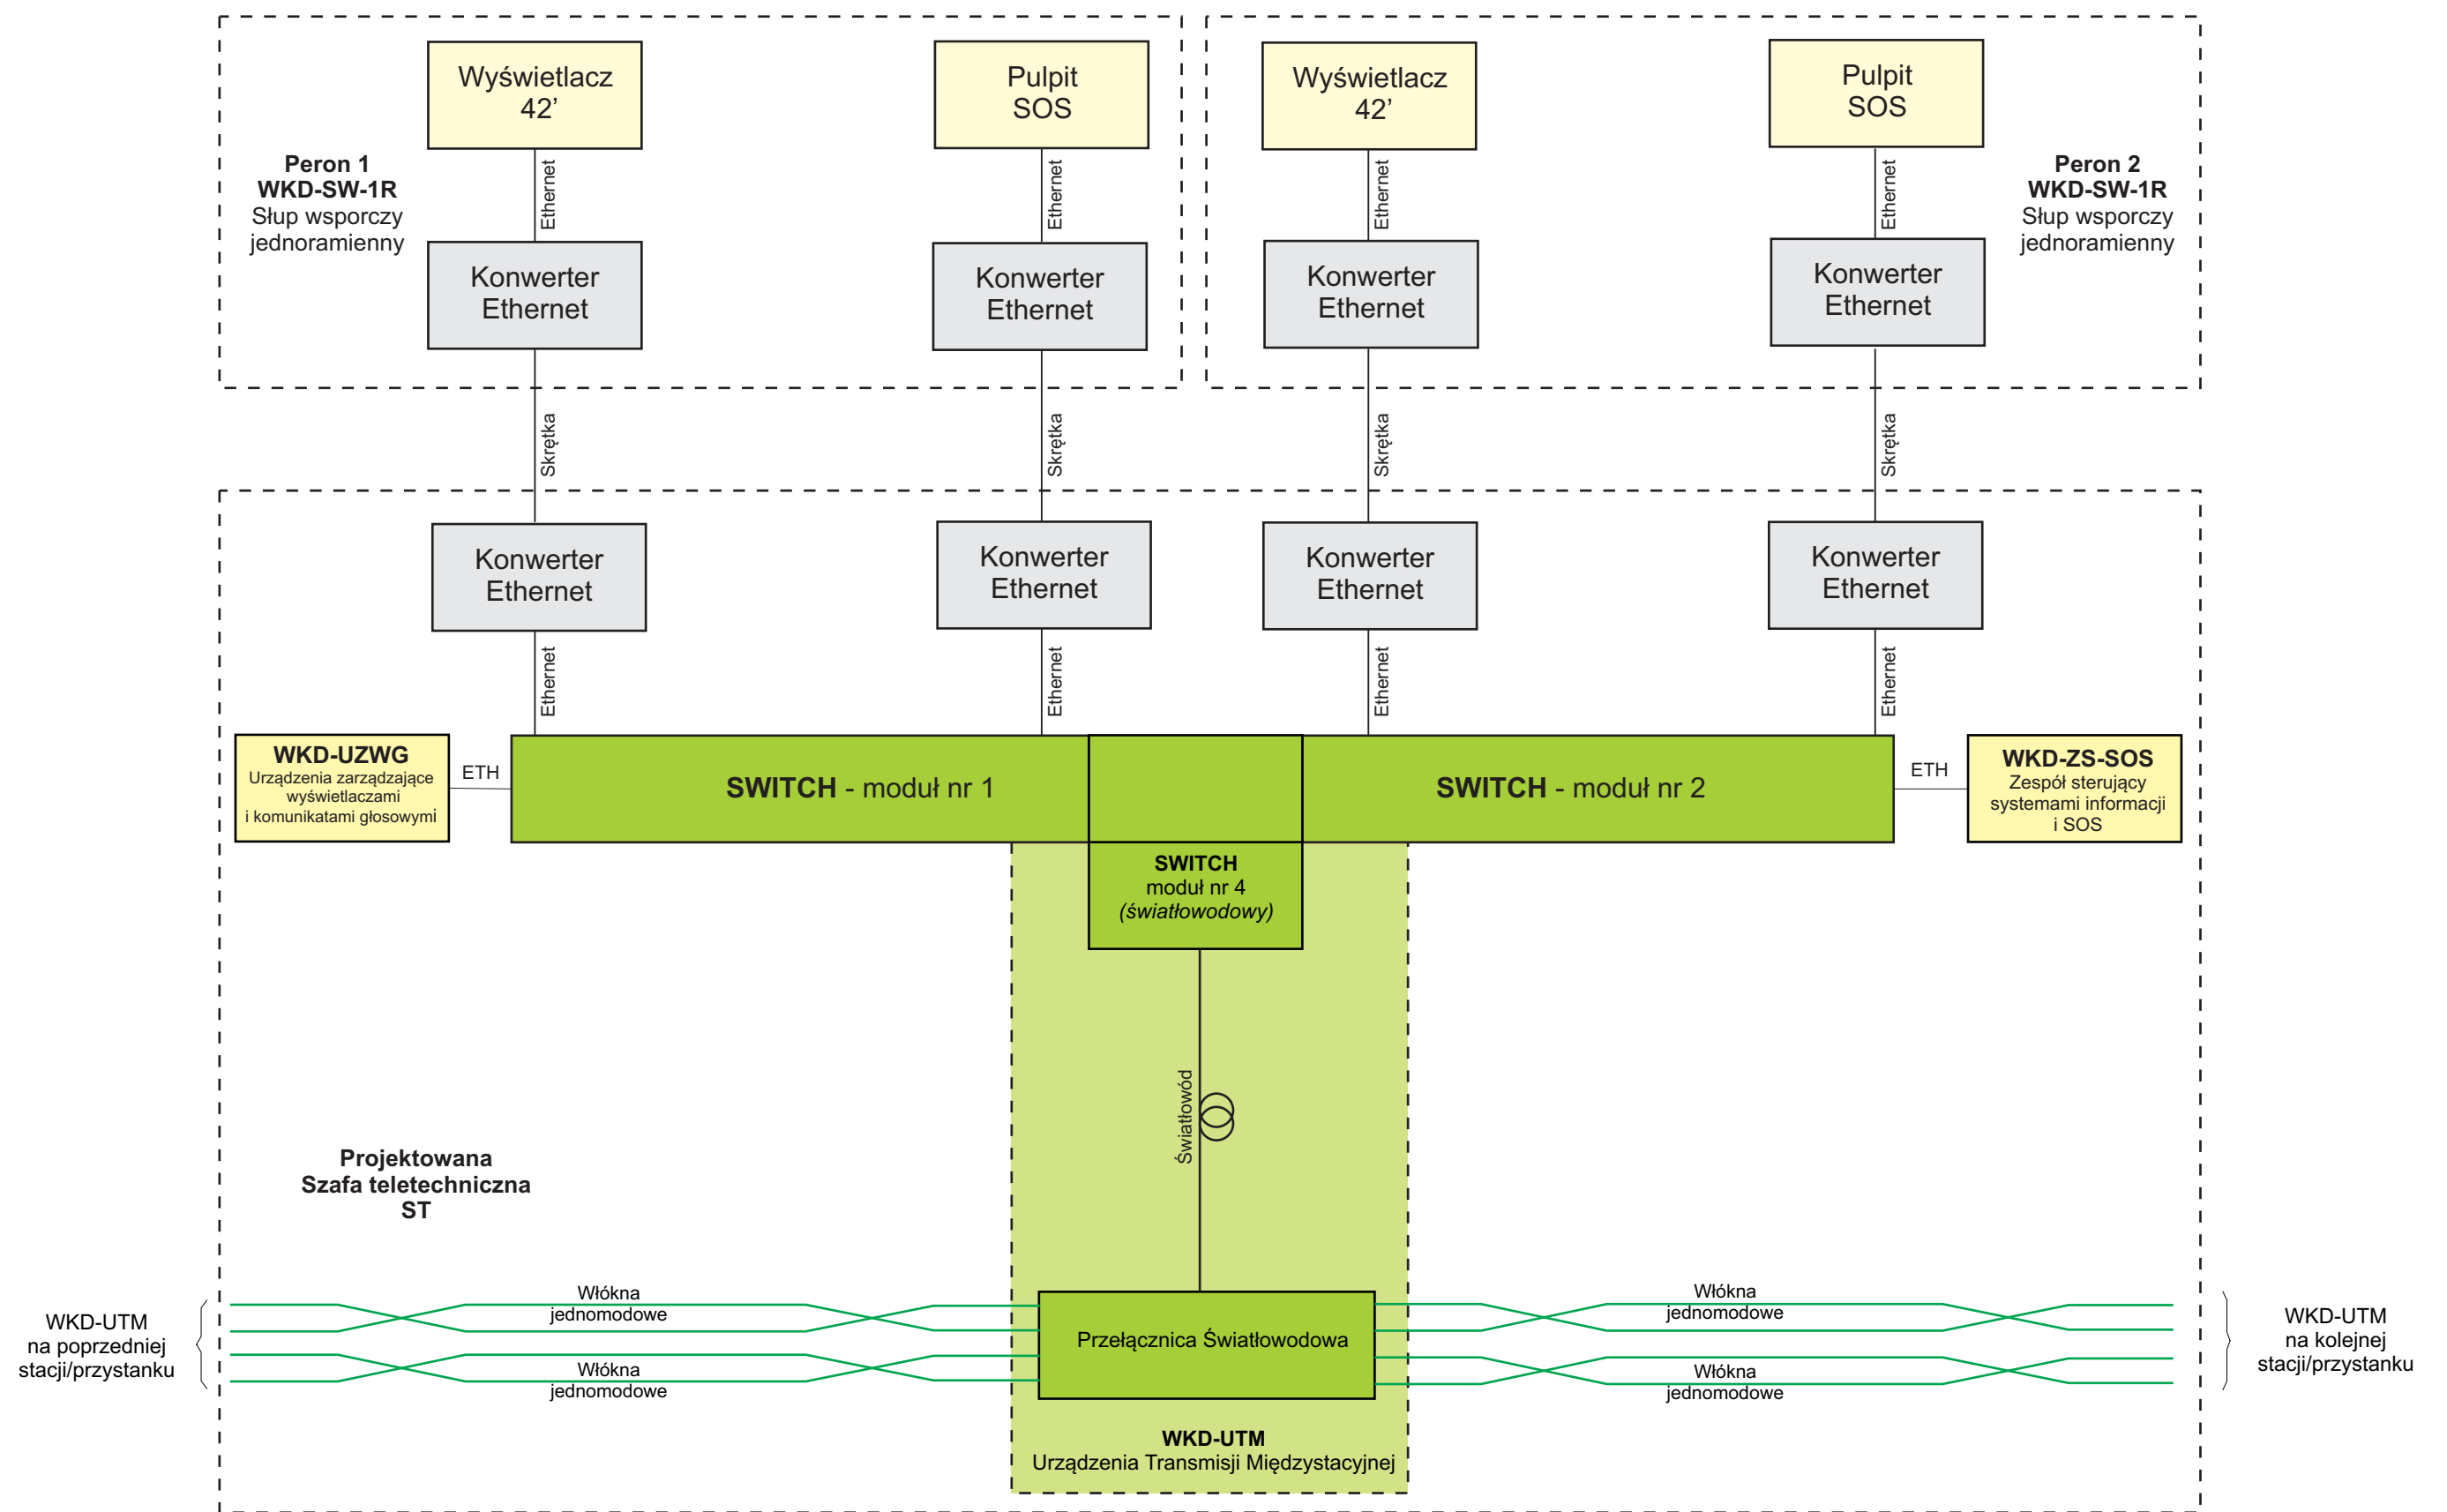 Wyświetlacz
42’
Pulpit
SOS
Wyświetlacz
42’
Pulpit
SOS
Peron 1
WKD-SW-1R
Słup wsporczy
jednoramienny
Ethernet
Ethernet
Ethernet
Ethernet
Peron 2
WKD-SW-1R
Słup wsporczy
jednoramienny
Konwerter
Ethernet
Konwerter
Ethernet
Konwerter
Ethernet
Konwerter
Ethernet
Skrętka
Skrętka
Skrętka
Skrętka
Konwerter
Ethernet
Konwerter
Ethernet
Konwerter
Ethernet
Konwerter
Ethernet
Ethernet
Ethernet
Ethernet
Ethernet
WKD-UZWG
Urządzenia zarządzające
wyświetlaczami
i komunikatami głosowymi
ETH
SWITCH - moduł nr 1
SWITCH - moduł nr 2
ETH
WKD-ZS-SOS
Zespół sterujący
systemami informacji
i SOS
SWITCH
moduł nr 4
(światłowodowy)
Światłowód
Projektowana
Szafa teletechniczna
ST
WKD-UTM
na poprzedniej
stacji/przystanku
Włókna
jednomodowe
Włókna
jednomodowe
Przełącznica Światłowodowa
Włókna
jednomodowe
Włókna
jednomodowe
WKD-UTM
na kolejnej
stacji/przystanku
WKD-UTM
Urządzenia Transmisji Międzystacyjnej